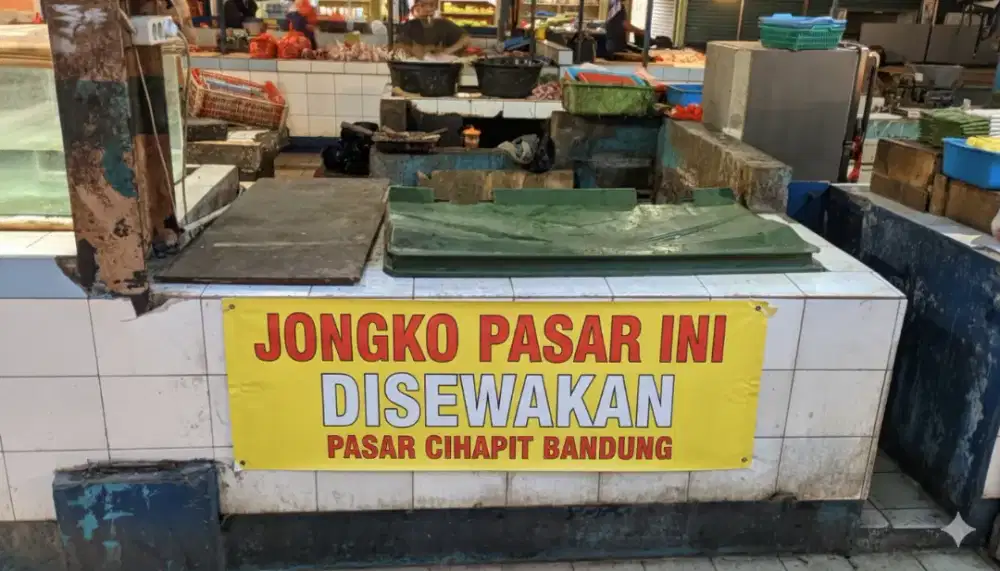 JONGKO PASAR INI
DISEWAKAN
PASAR CIHAPIT BANDUNG